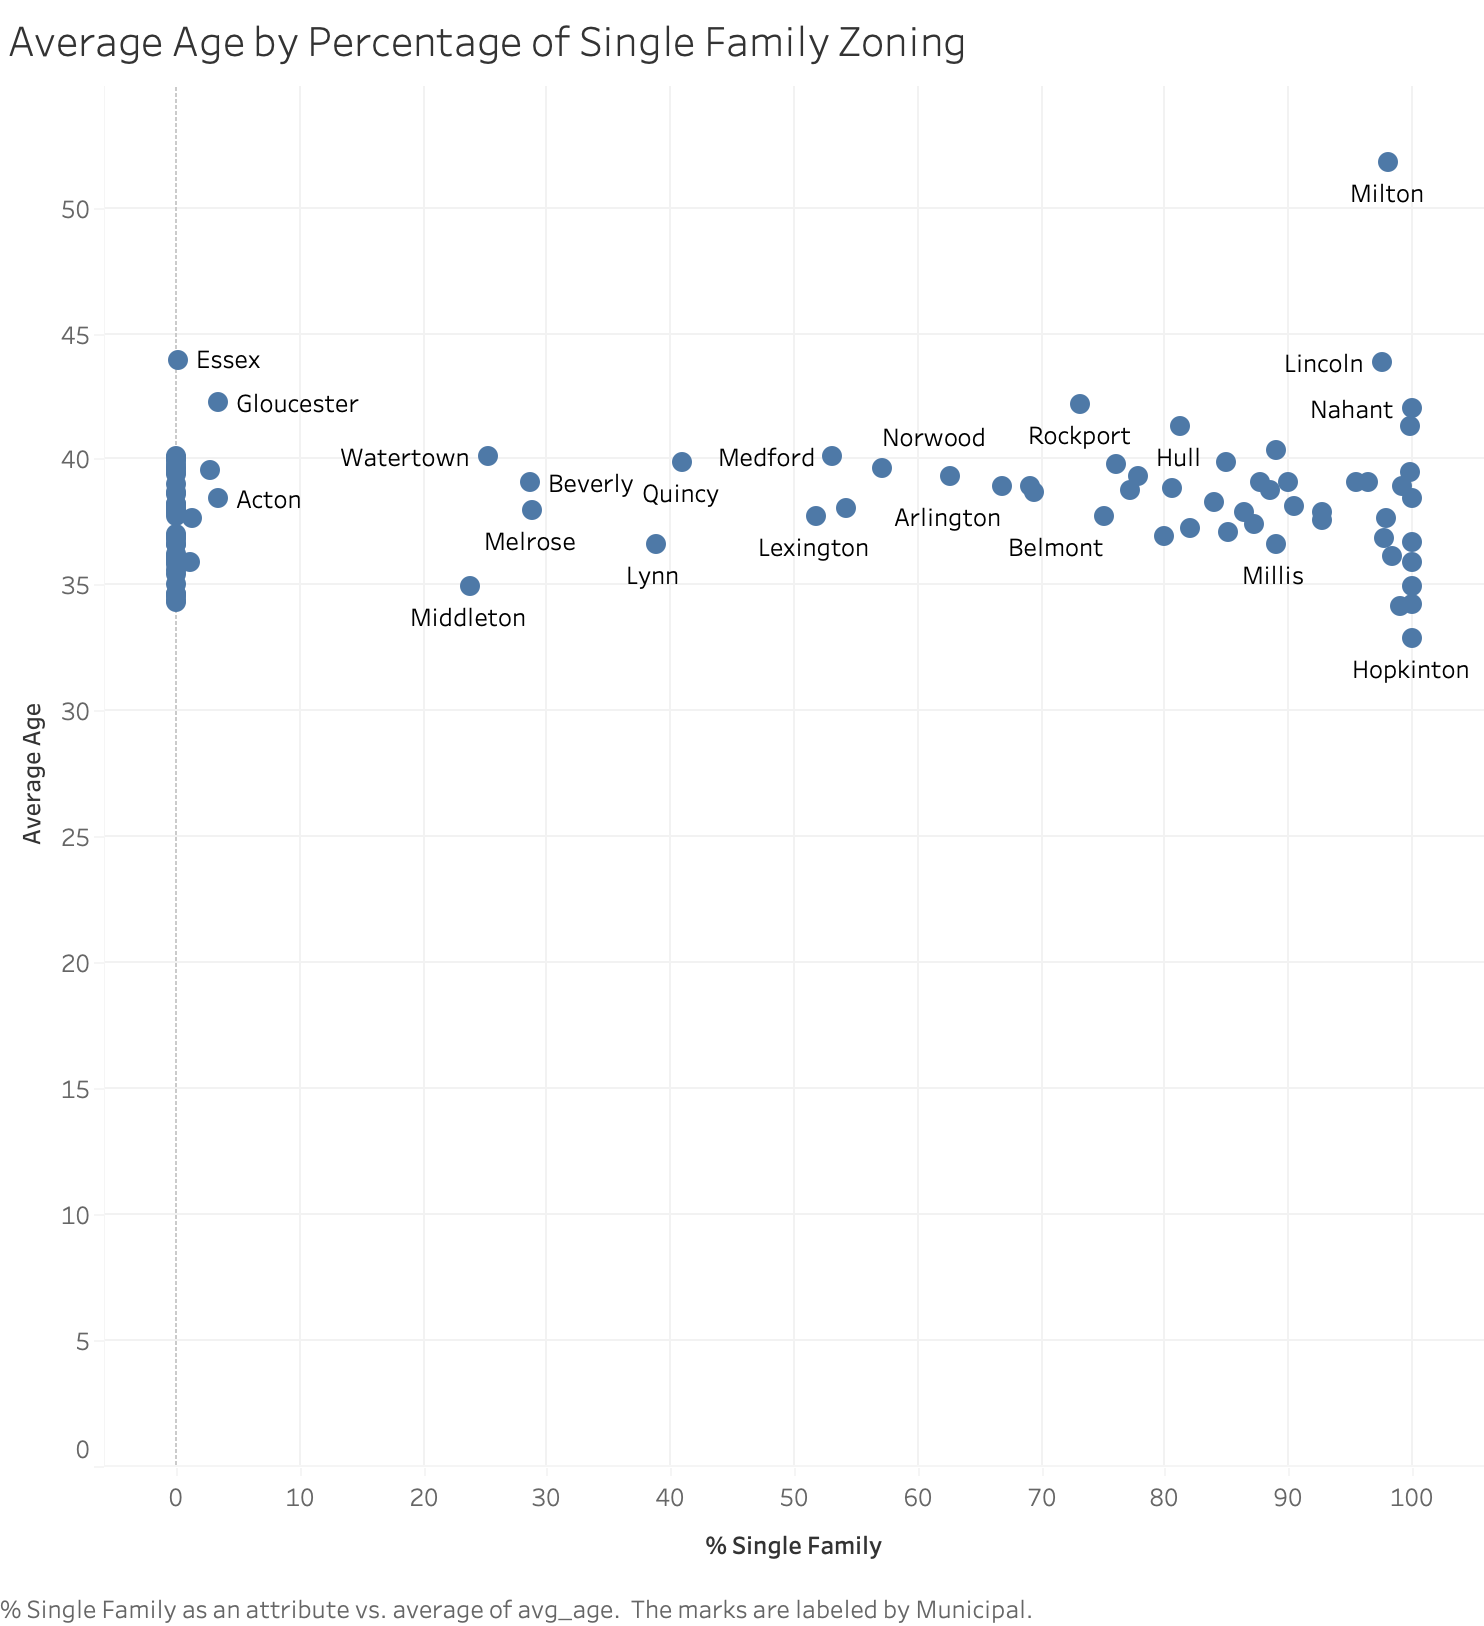 Average Age by Percentage of Single Family Zoning
Milton
50
45
Essex
Lincoln
Gloucester
Nahant
Norwood
Rockport
40
Watertown
Medford
Hull
Beverly
Quincy
Acton
Arlington
Melrose
Lexington
Belmont
35
Lynn
Millis
Middleton
Hopkinton
30
Average Age
25
20
15
10
5
0
0 10 20 30 40 50 60 70 80 90 100
% Single Family
% Single Family as an attribute vs. average of avg_age. The marks are labeled by Municipal.